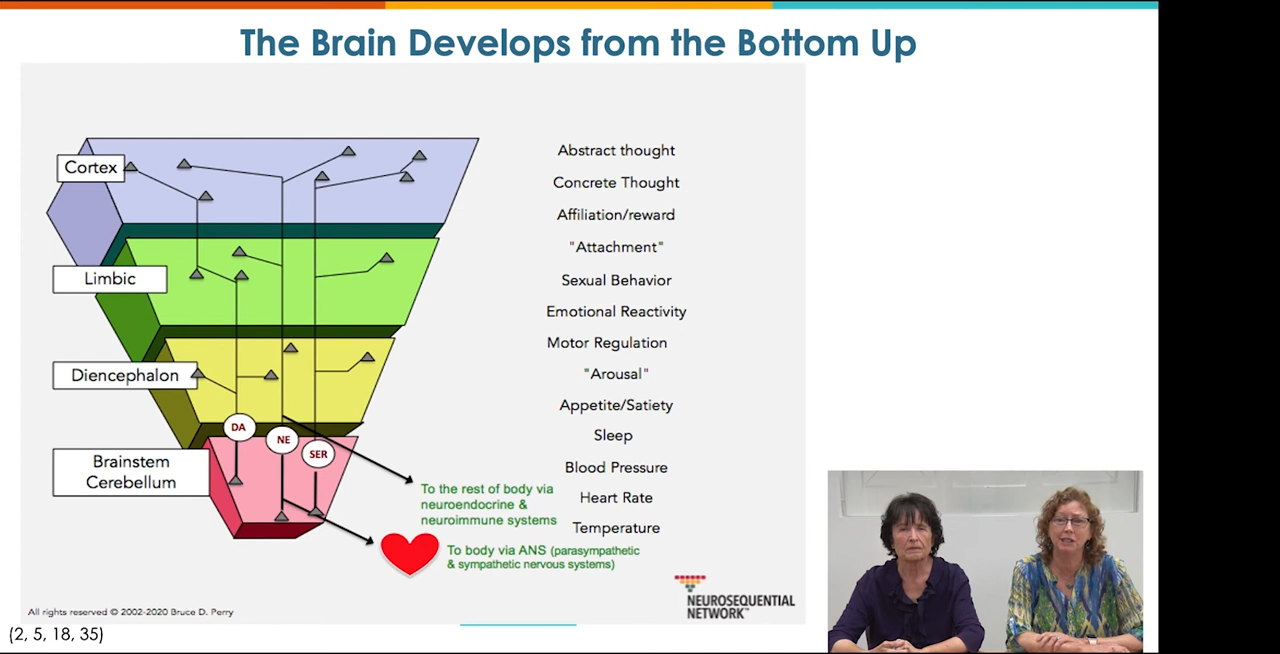 The Brain Develops from the Bottom Up
Cortex
Limbic
Diencephalon
Brainstem
Cerebellum
DA
NE
SER
Abstract thought
Concrete Thought
Affiliation/reward
"Attachment"
Sexual Behavior
Emotional Reactivity
Motor Regulation
"Arousal"
Appetite/Satiety
Sleep
Blood Pressure
Heart Rate
Temperature
To the rest of body via
neuroendocrine &
neuroimmune systems
To body via ANS (parasympathetic
& sympathetic nervous systems)
NEUROSEQUENTIAL
NETWORK™
All rights reserved © 2002-2020 Bruce D. Perry
(2, 5, 18, 35)